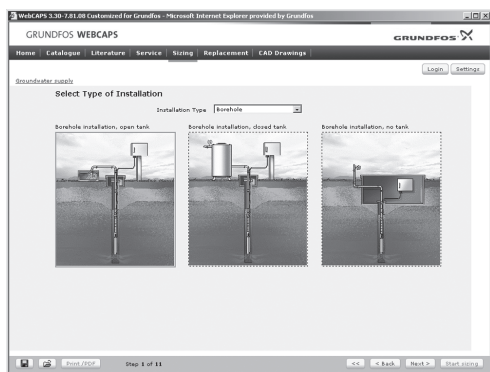 WebCAPS 3.30-7.81.08 Customized for Grundfos - Microsoft Internet Explorer provided by Grundfos
GRUNDFOS WEBCAPS
GRUNDFOS
Home Catalogue Literature Service Sizing Replacement CAD Drawings
Login Settings
Groundwater supply
Select Type of Installation
Installation Type Borehole
Borehole installation, open tank Borehole installation, closed tank Borehole installation, no tank
Print /PDF Step 1 of 11 << < Back Next > Start sizing